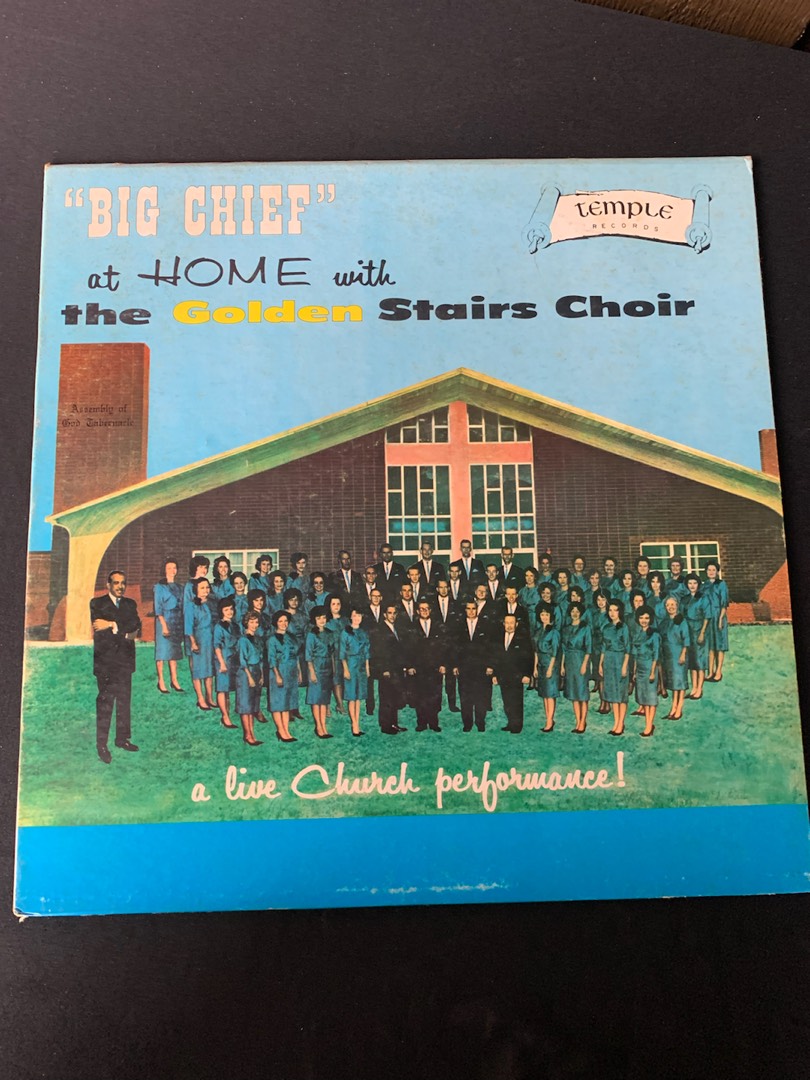 "BIG CHIEF"
temple
RECORDS
at HOME with
the Golden Stairs Choir
Assembly of
God Tabernacle
a live Church performance!